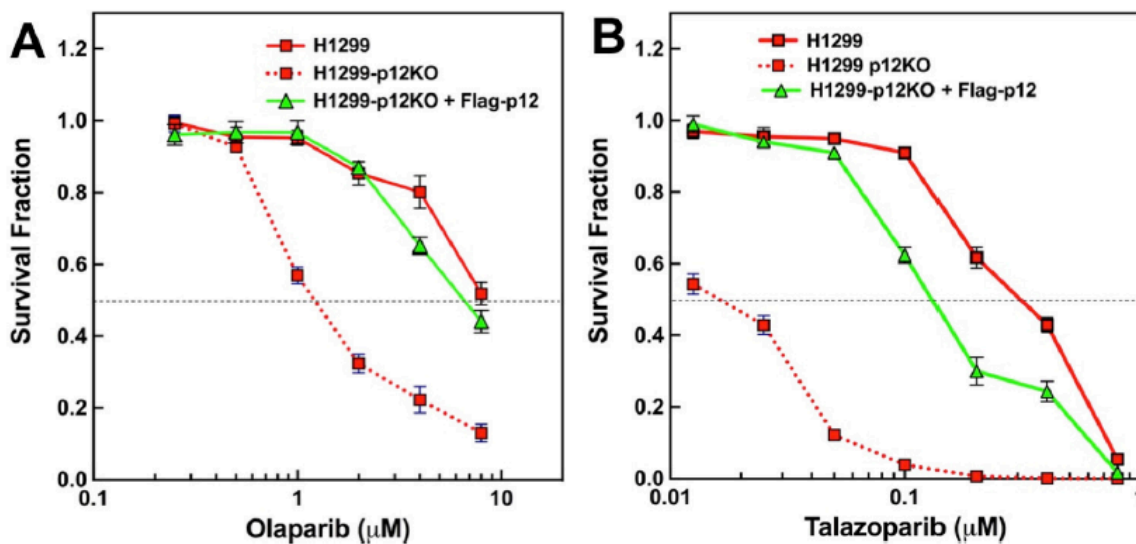 A
H1299
H1299-p12KO
H1299-p12KO + Flag-p12
Survival Fraction
1.2
1.0
0.8
0.6
0.4
0.2
0.0
0.1
1
10
Olaparib (μM)
B
H1299
H1299 p12KO
H1299-p12KO + Flag-p12
Survival Fraction
1.2
1.0
0.8
0.6
0.4
0.2
0.0
0.01
0.1
1
Talazoparib (μM)